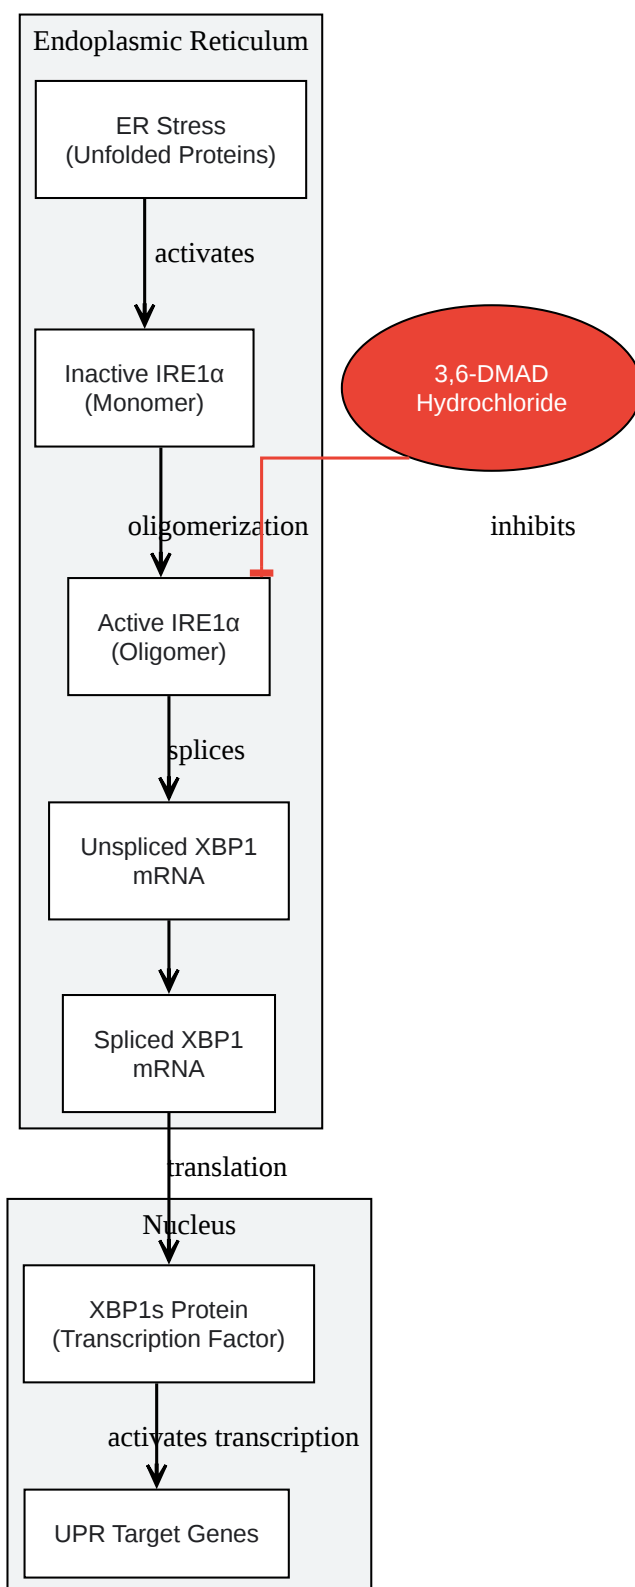 Endoplasmic Reticulum
ER Stress
(Unfolded Proteins)
activates
Inactive IRE1α
(Monomer)
3,6-DMAD
Hydrochloride
oligomerization
inhibits
Active IRE1α
(Oligomer)
splices
Unspliced XBP1
mRNA
Spliced XBP1
mRNA
translation
Nucleus
XBP1s Protein
(Transcription Factor)
activates transcription
UPR Target Genes